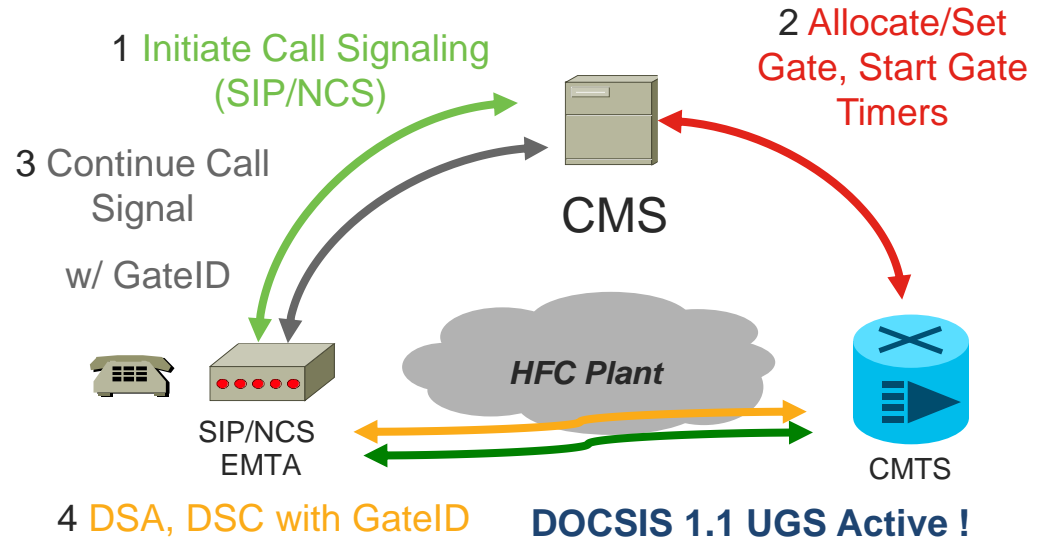 1 Initiate Call Signaling
(SIP/NCS)
2 Allocate/Set
Gate, Start Gate
Timers
3 Continue Call
Signal
w/ GateID
CMS
HFC Plant
SIP/NCS
EMTA
CMTS
4 DSA, DSC with GateID
DOCSIS 1.1 UGS Active !